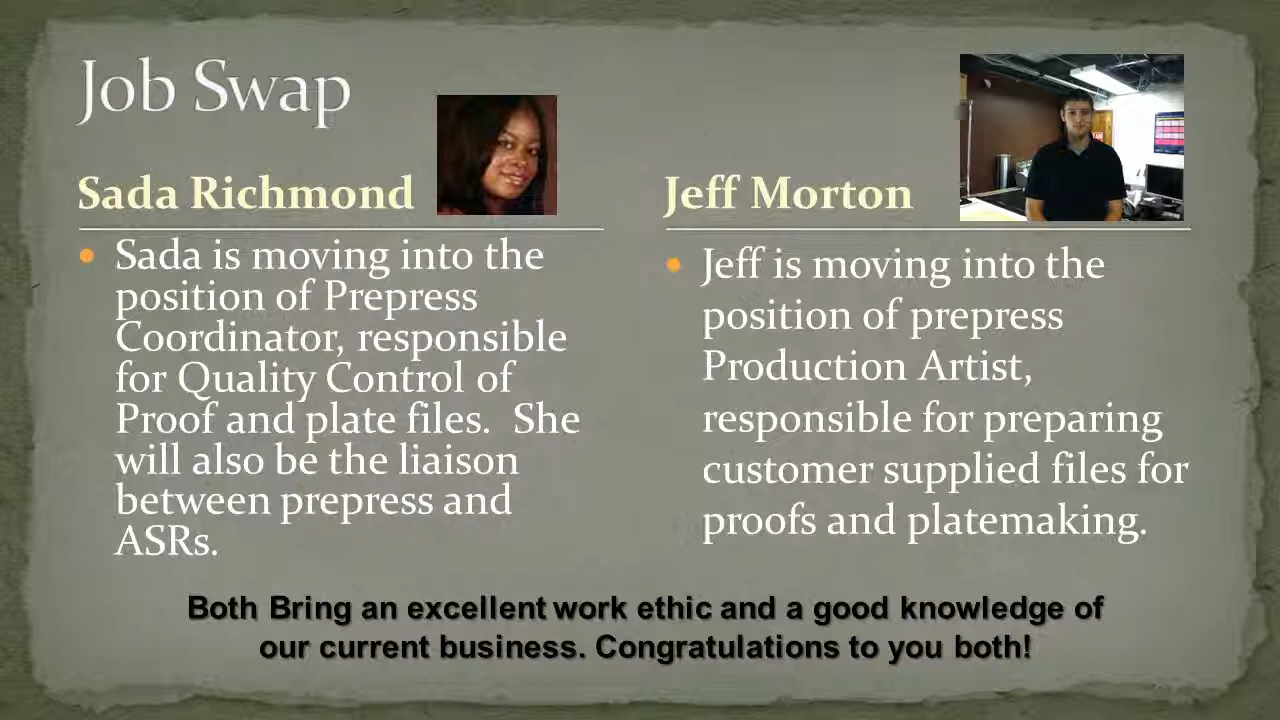 Job Swap
Sada Richmond
Sada is moving into the
position of Prepress
Coordinator, responsible
for Quality Control of
Proof and plate files.  She
will also be the liaison
between prepress and
ASRs.
Jeff Morton
Jeff is moving into the
position of prepress
Production Artist,
responsible for preparing
customer supplied files for
proofs and platemaking.
Both Bring an excellent work ethic and a good knowledge of
our current business. Congratulations to you both!